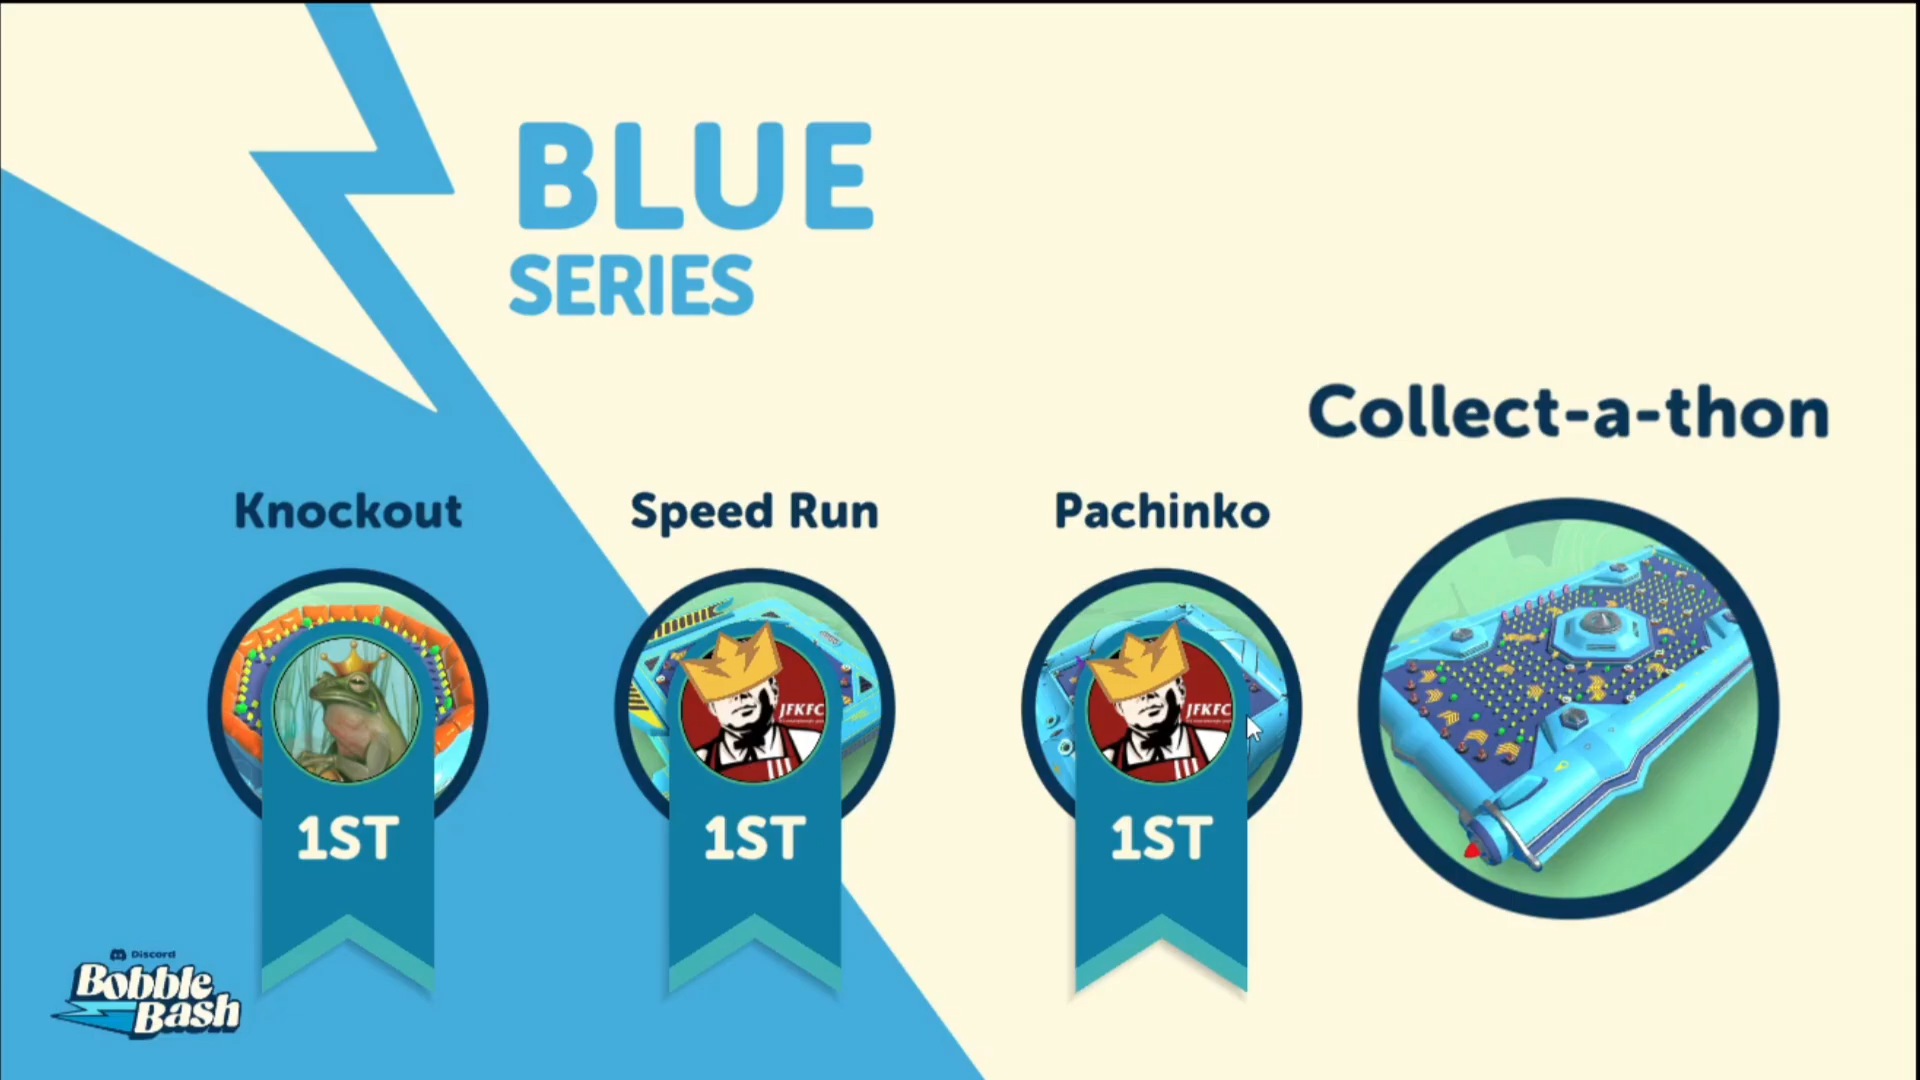 BLUE
SERIES
Collect-a-thon
Knockout
Speed Run
Pachinko
JFKFC
JFKFC
1ST
1ST
1ST
Discord
Bobble
Bash